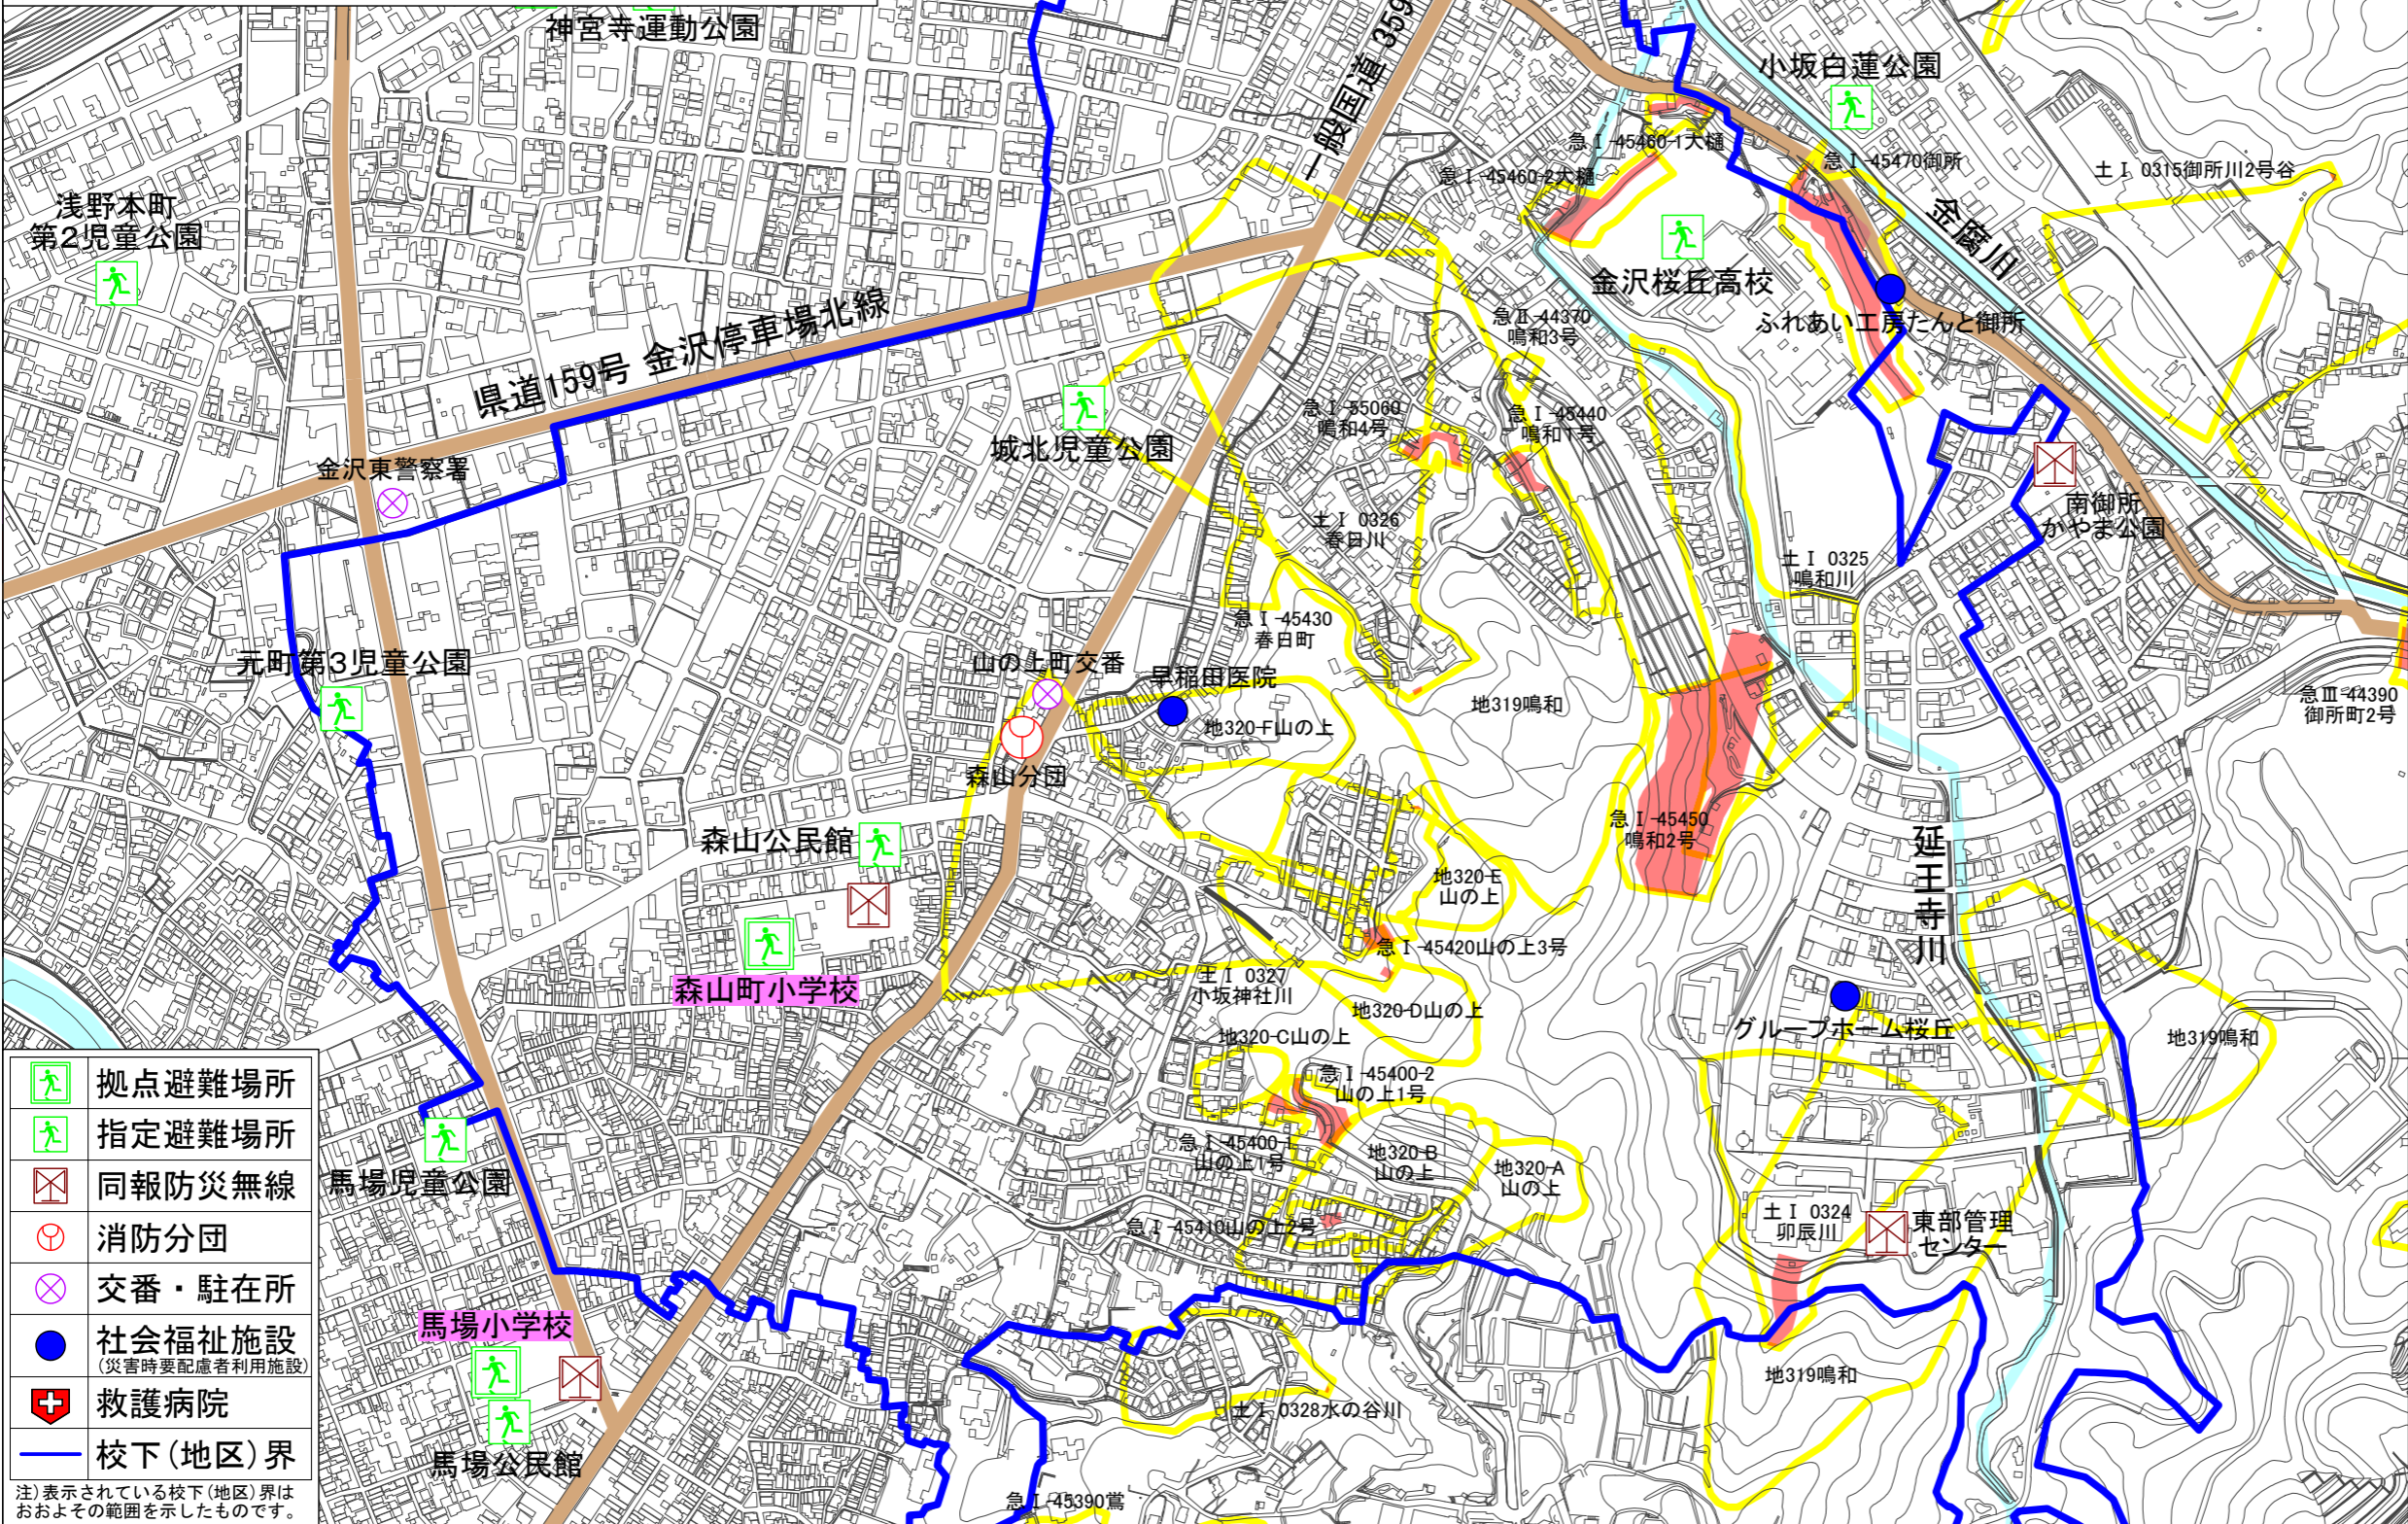 神宮寺運動公園
一般国道 359
小坂白蓮公園
急Ⅰ-45460-1大樋
急Ⅰ-45470御所
土Ⅰ 0315御所川2号谷
急Ⅰ-45460-2大樋
浅野本町
第2児童公園
金腐川
金沢桜丘高校
県道159号 金沢停車場北線
急Ⅱ-44370
鳴和3号
ふれあい工房たんと御所
急Ⅰ-55060
鳴和4号
急Ⅰ-45440
鳴和1号
城北児童公園
金沢東警察署
南御所
かやま公園
土Ⅰ 0326
春日川
土Ⅰ 0325
鳴和川
急Ⅰ-45430
春日町
元町第3児童公園
山の上町交番
早稲田医院
地320-F山の上
地319鳴和
急Ⅲ-44390
御所町2号
森山分団
森山公民館
急Ⅰ-45450
鳴和2号
延王寺川
地320-E
山の上
急Ⅰ-45420山の上3号
森山町小学校
土Ⅰ 0327
小坂神社川
地320-D山の上
地320-C山の上
グループホーム桜丘
地319鳴和
急Ⅰ-45400-2
山の上1号
急Ⅰ-45400-1
山の上1号
地320-B
山の上
地320-A
山の上
馬場児童公園
急Ⅰ-45410山の上2号
土Ⅰ 0324
卯辰川
東部管理
センター
馬場小学校
地319鳴和
土Ⅰ 0328水の谷川
馬場公民館
急Ⅰ-45390鶯
拠点避難場所
指定避難場所
同報防災無線
消防分団
交番・駐在所
社会福祉施設
(災害時要配慮者利用施設)
救護病院
校下(地区)界
注)表示されている校下(地区)界は
おおよその範囲を示したものです。